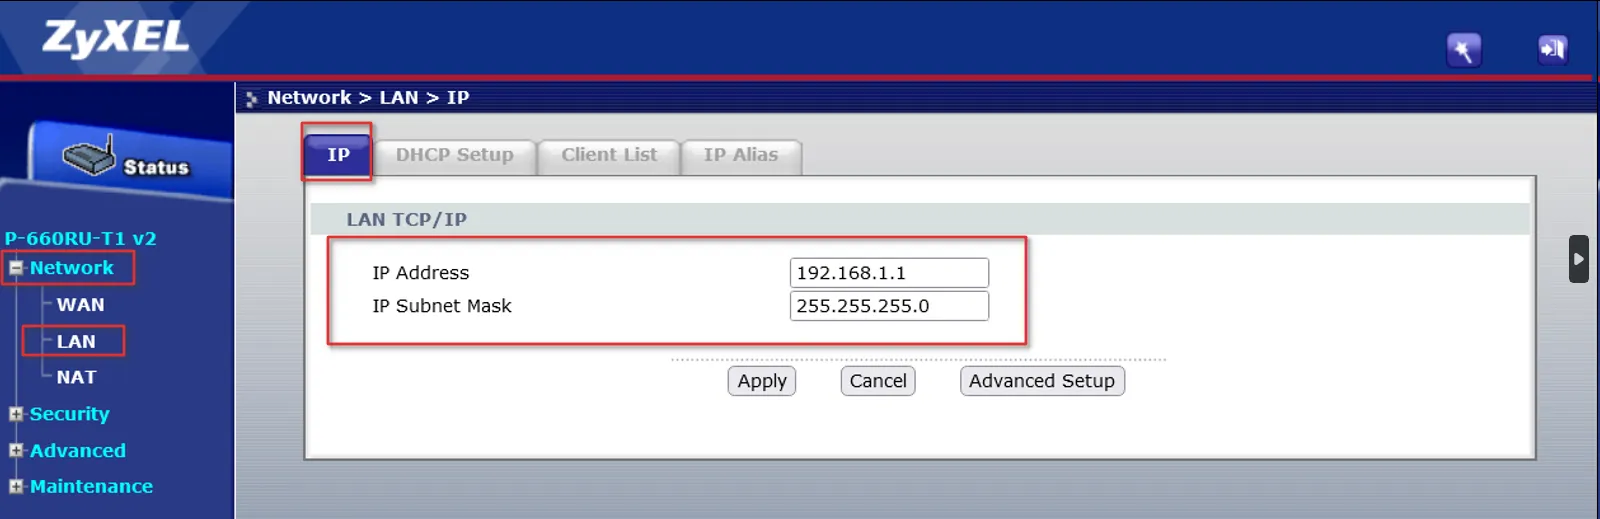 ZyXEL
Network > LAN > IP
Status
IP DHCP Setup Client List IP Alias
LAN TCP/IP
P-660RU-T1 v2
Network
WAN
LAN
NAT
Security
Advanced
Maintenance
IP Address 192.168.1.1
IP Subnet Mask 255.255.255.0
Apply Cancel Advanced Setup